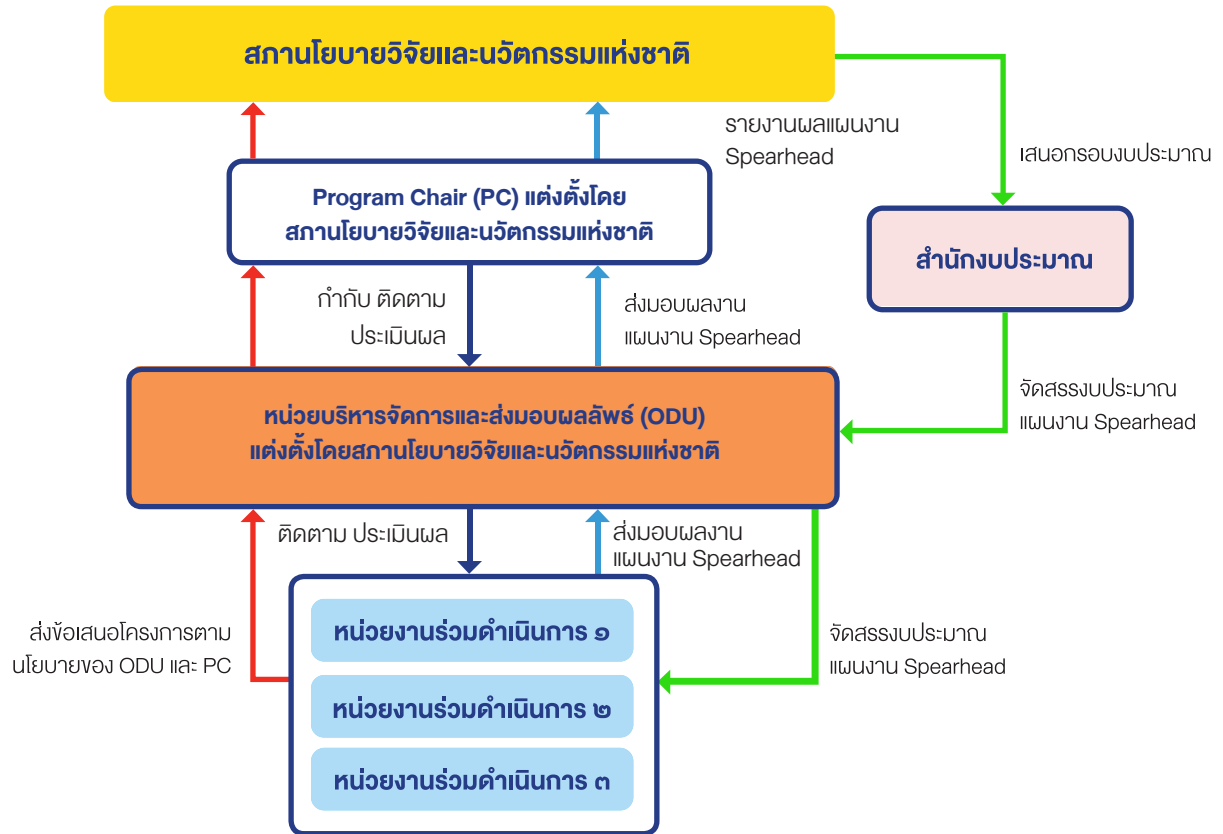 สภานโยบายวิจัยและนวัตกรรมแห่งชาติ
รายงานผลแผนงาน
Spearhead
เสนอกรอบงบประมาณ
Program Chair (PC) แต่งตั้งโดย
สภานโยบายวิจัยและนวัตกรรมแห่งชาติ
สำนักงบประมาณ
กำกับ ติดตาม
ประเมินผล
ส่งมอบผลงาน
แผนงาน Spearhead
จัดสรรงบประมาณ
แผนงาน Spearhead
หน่วยบริหารจัดการและส่งมอบผลลัพธ์ (ODU)
แต่งตั้งโดยสภานโยบายวิจัยและนวัตกรรมแห่งชาติ
ติดตาม ประเมินผล
ส่งมอบผลงาน
แผนงาน Spearhead
ส่งข้อเสนอโครงการตาม
นโยบายของ ODU และ PC
หน่วยงานร่วมดำเนินการ ๑
หน่วยงานร่วมดำเนินการ ๒
หน่วยงานร่วมดำเนินการ ๓
จัดสรรงบประมาณ
แผนงาน Spearhead